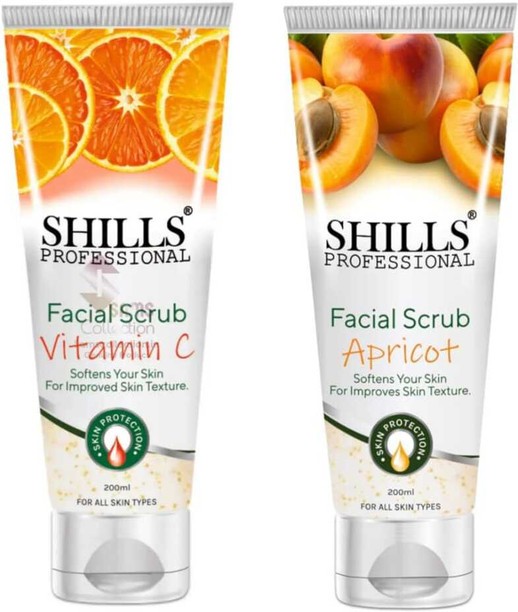 SHILLS®
PROFESSIONAL
Facial Scrub
Vitamin C
Softens Your Skin
For Improved Skin Texture.
SKIN PROTECTION
200ml
FOR ALL SKIN TYPES
SHILLS®
PROFESSIONAL
Facial Scrub
Apricot
Softens Your Skin
For Improves Skin Texture.
SKIN PROTECTION
200ml
FOR ALL SKIN TYPES
Collection